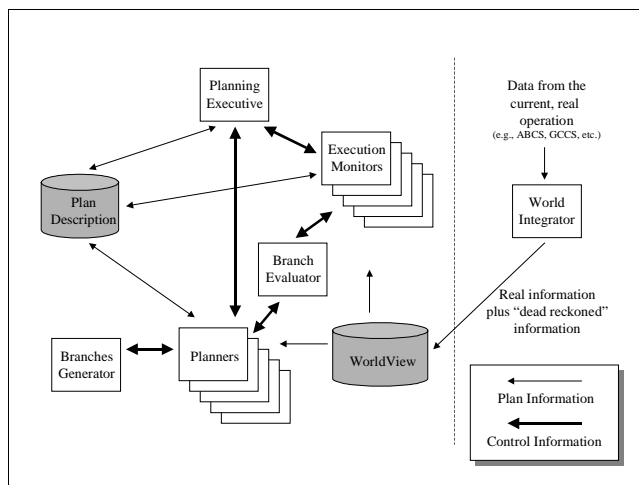 Planning
Executive
Data from the
current, real
operation
(e.g., ABCS, GCCS, etc.)
Execution
Monitors
Plan
Description
World
Integrator
Branch
Evaluator
Real information
plus “dead reckoned”
information
Branches
Generator
Planners
WorldView
Plan Information
Control Information